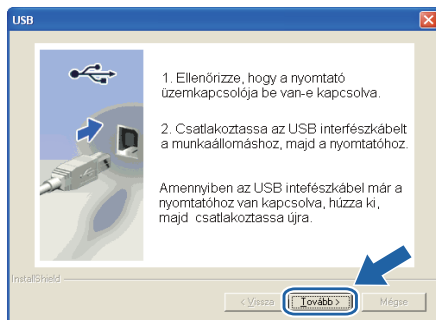 USB
1. Ellenőrizze, hogy a nyomtató
üzemkapcsolója be van-e kapcsolva.
2. Csatlakoztassa az USB interfészkábelt
a munkaállomáshoz, majd a nyomtatóhoz.
Amennyiben az USB intefészkábel már a
nyomtatóhoz van kapcsolva, húzza ki,
majd csatlakoztassa újra.
InstallShield
< Vissza Tovább > Mégse